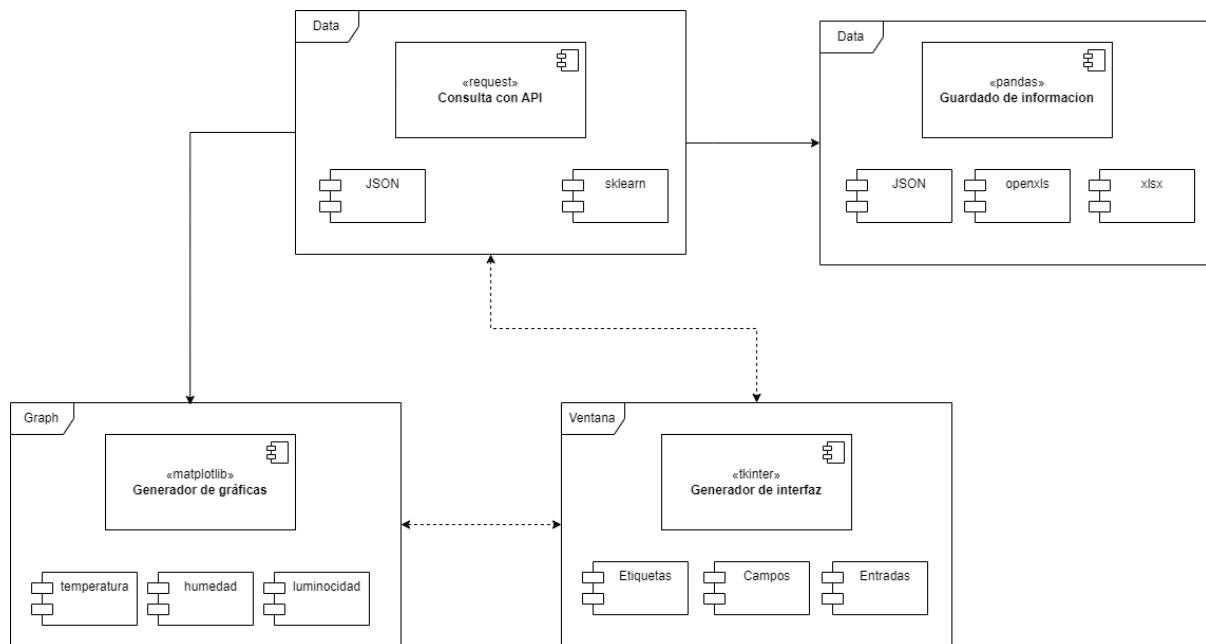 Data
«request»
Consulta con API
JSON
sklearn
Data
«pandas»
Guardado de informacion
JSON
openxls
xlsx
Graph
«matplotlib»
Generador de gráficas
temperatura
humedad
luminocidad
Ventana
«tkinter»
Generador de interfaz
Etiquetas
Campos
Entradas